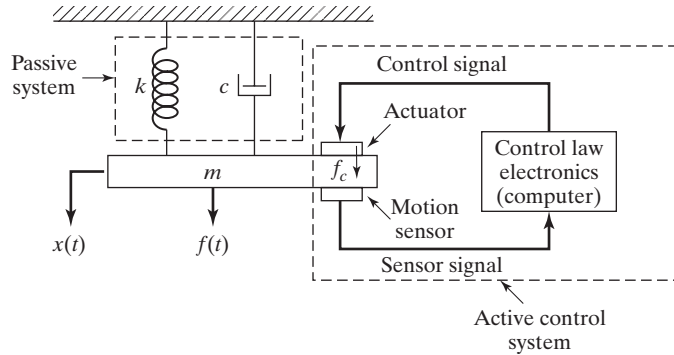 Passive
system
k
c
Control signal
Actuator
Control law
electronics
(computer)
m
f_c
Motion
sensor
x(t)
f(t)
Sensor signal
Active control
system